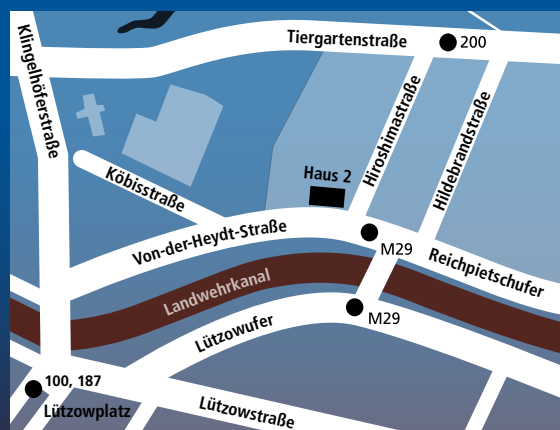 Klingelhöferstraße
Tiergartenstraße
200
Hiroshimastraße
Hildebrandstraße
Haus 2
Köbisstraße
Von-der-Heydt-Straße
M29
Reichpietschufer
Landwehrkanal
M29
Lützowufer
100, 187
Lützowplatz
Lützowstraße